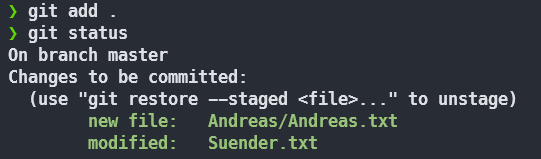 ❯ git add .
❯ git status
On branch master
Changes to be committed:
  (use "git restore --staged <file>..." to unstage)
        new file:   Andreas/Andreas.txt
        modified:   Suender.txt